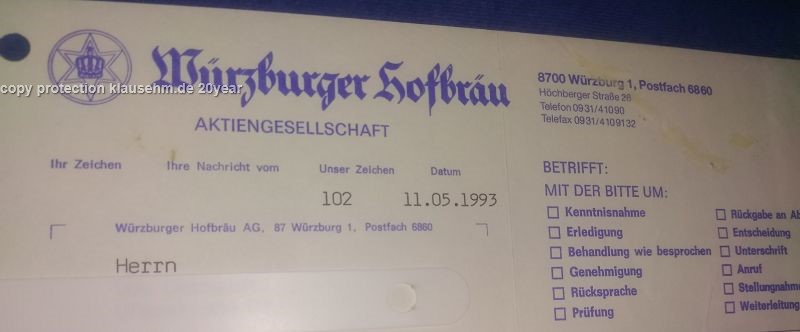 Würzburger Hofbräu
AKTIENGESELLSCHAFT
copy protection klausehm.de 20year
8700 Würzburg 1, Postfach 6860
Höchberger Straße 28
Telefon 0931/41090
Telefax 0931/4109132
Ihr Zeichen Ihre Nachricht vom Unser Zeichen Datum
102 11.05.1993
Würzburger Hofbräu AG, 87 Würzburg 1, Postfach 6860
Herrn
BETRIFFT:
MIT DER BITTE UM:
Kenntnisnahme
Erledigung
Behandlung wie besprochen
Genehmigung
Rücksprache
Prüfung
Rückgabe an
Entscheidung
Unterschrift
Anruf
Stellungnahme
Weiterleitung